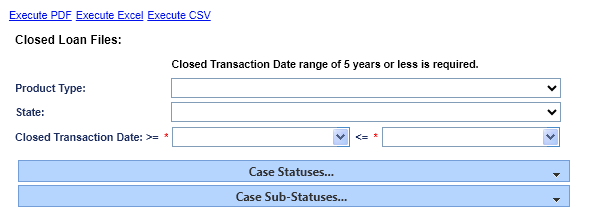 Execute PDF Execute Excel Execute CSV
Closed Loan Files:
Closed Transaction Date range of 5 years or less is required.
Product Type:
State:
Closed Transaction Date: >= * <= *
Case Statuses...
Case Sub-Statuses...